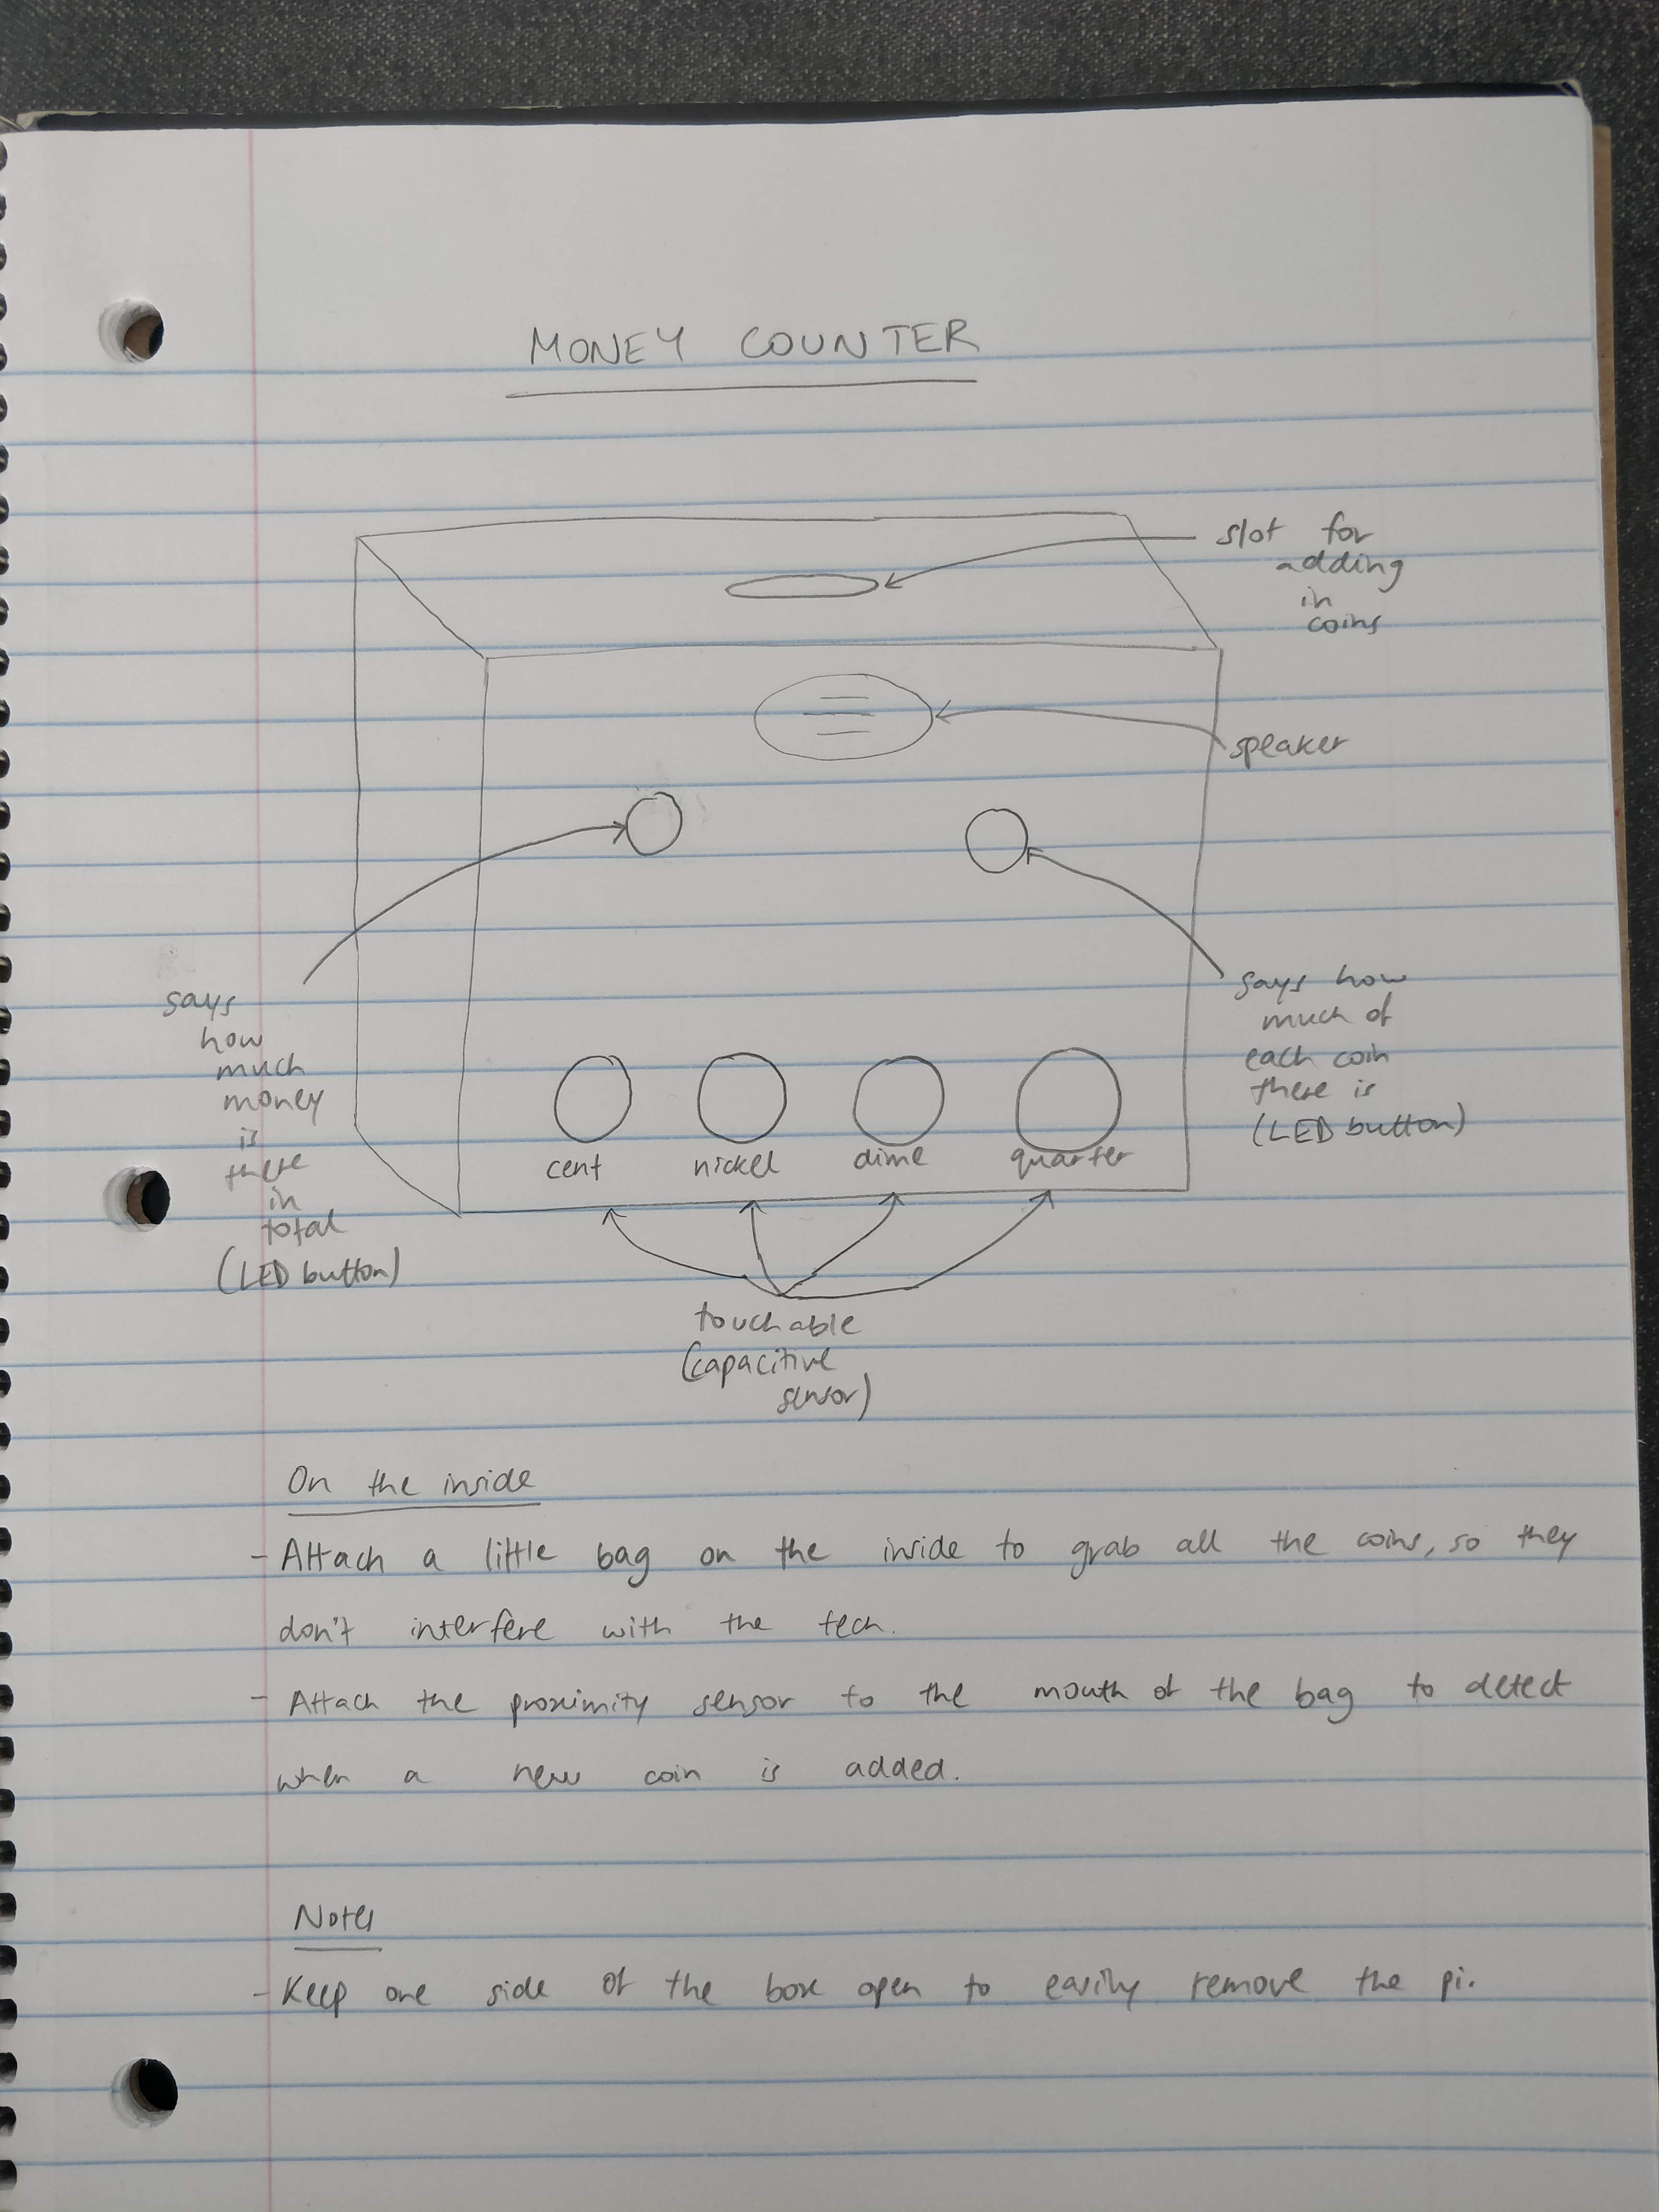 MONEY COUNTER
slot for
adding
in
coins
speaker
says
how
much
money
is
there
in
total
(LED button)
says how
much of
each coin
there is
(LED button)
cent nickel dime quarter
touchable
(capacitive
sensor)
On the inside
- Attach a little bag on the inside to grab all the coins, so they
don't interfere with the tech.
- Attach the proximity sensor to the mouth of the bag to detect
when a new coin is added.
Notes
- Keep one side of the box open to easily remove the pi.